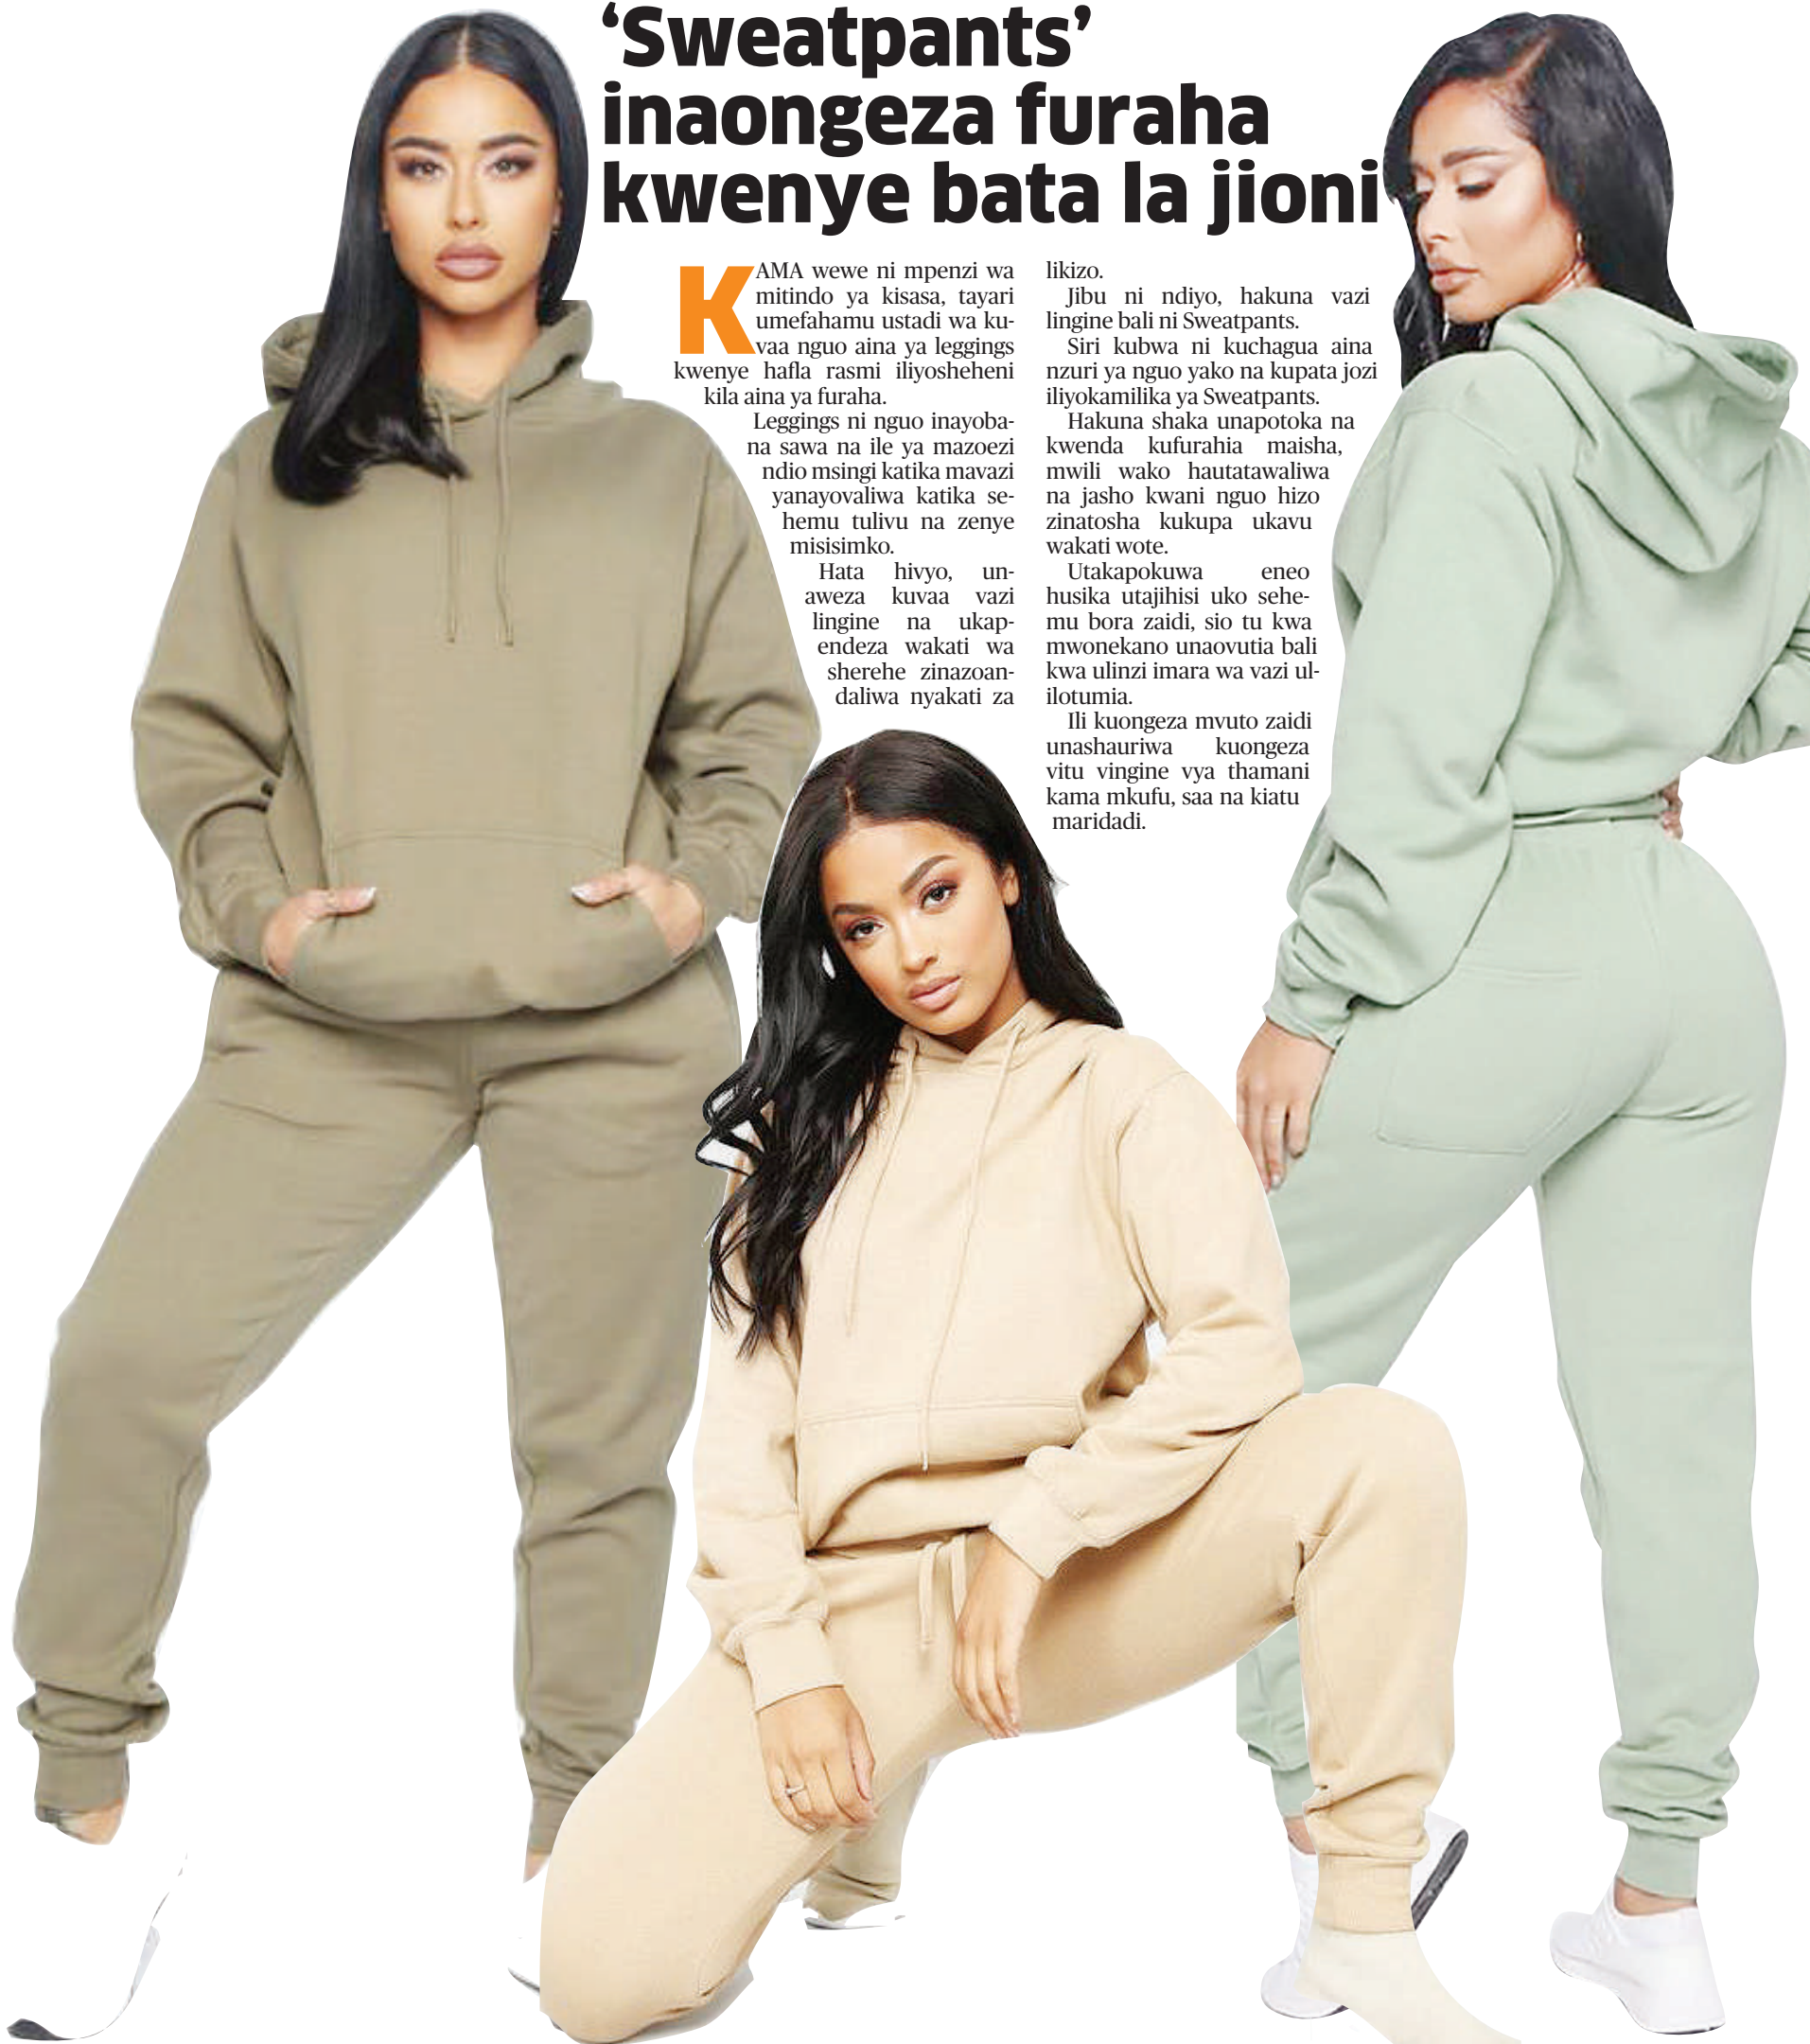 ‘Sweatpants’
inaongeza furaha
kwenye bata la jioni
KAMA wewe ni mpenzi wa
mitindo ya kisasa, tayari
umefahamu ustadi wa ku-
vaa nguo aina ya leggings
kwenye hafla rasmi iliyosheheni
kila aina ya furaha.
Leggings ni nguo inayoba-
na sawa na ile ya mazoezi
ndio msingi katika mavazi
yanayovaliwa katika se-
hemu tulivu na zenye
misisimko.
Hata hivyo, un-
aweza kuvaa vazi
lingine na ukap-
endeza wakati wa
sherehe zinazoan-
daliwa nyakati za
likizo.
Jibu ni ndiyo, hakuna vazi
lingine bali ni Sweatpants.
Siri kubwa ni kuchagua aina
nzuri ya nguo yako na kupata jozi
iliyokamilika ya Sweatpants.
Hakuna shaka unapotoka na
kwenda kufurahia maisha,
mwili wako hautatawaliwa
na jasho kwani nguo hizo
zinatosha kukupa ukavu
wakati wote.
Utakapokuwa eneo
husika utajihisi uko sehe-
mu bora zaidi, sio tu kwa
mwonekano unaovutia bali
kwa ulinzi imara wa vazi ul-
ilotumia.
Ili kuongeza mvuto zaidi
unashauriwa kuongeza
vitu vingine vya thamani
kama mkufu, saa na kiatu
maridadi.